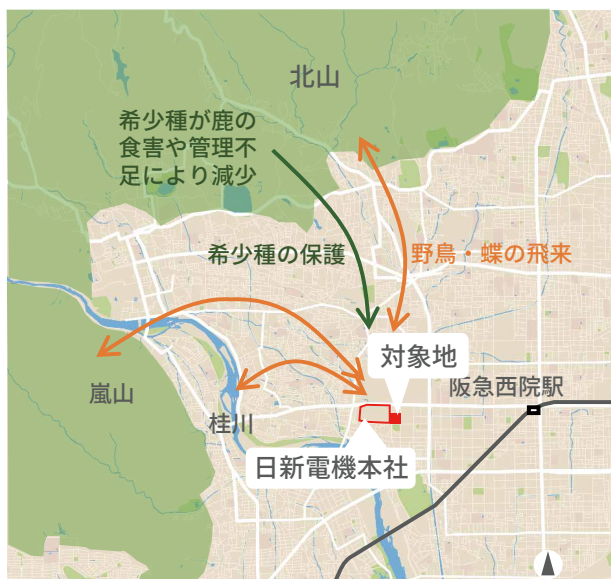 北山
希少種が鹿の
食害や管理不
足により減少
希少種の保護
野鳥・蝶の飛来
対象地
嵐山
阪急西院駅
桂川
日新電機本社